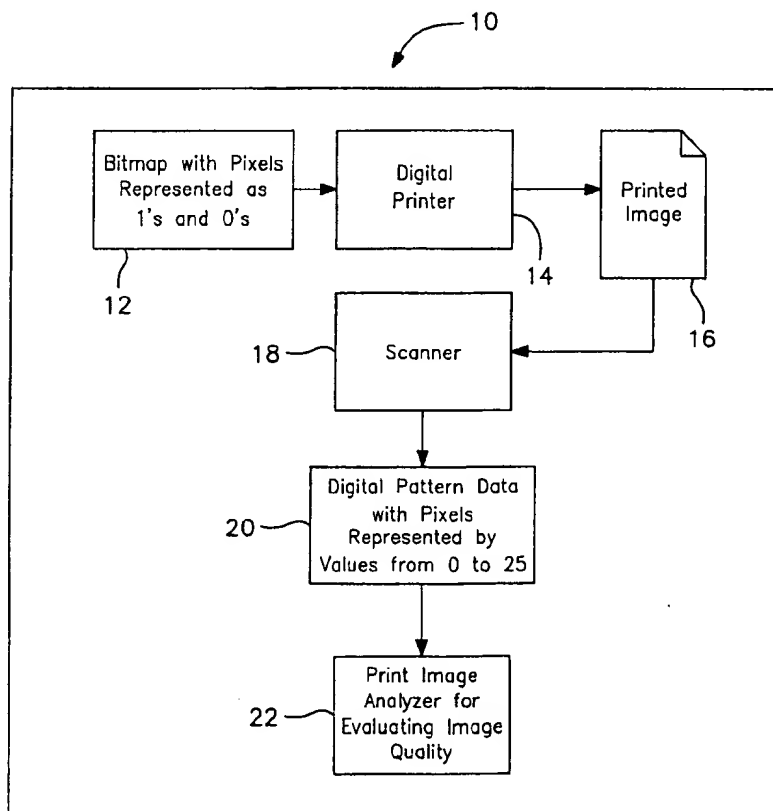 10
Bitmap with Pixels
Represented as
1's and 0's
12
Digital
Printer
14
Printed
Image
16
Scanner
18
Digital Pattern Data
with Pixels
Represented by
Values from 0 to 25
20
Print Image
Analyzer for
Evaluating Image
Quality
22